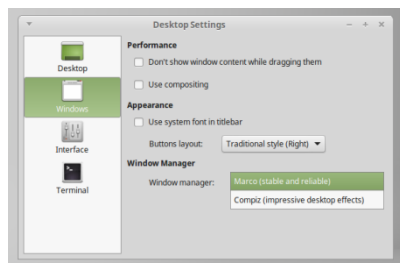 Desktop Settings
Desktop
Windows
Interface
Terminal
Performance
Don't show window content while dragging them
Use compositing
Appearance
Use system font in titlebar
Buttons layout: Traditional style (Right)
Window Manager
Window manager: Marco (stable and reliable)
Compiz (impressive desktop effects)